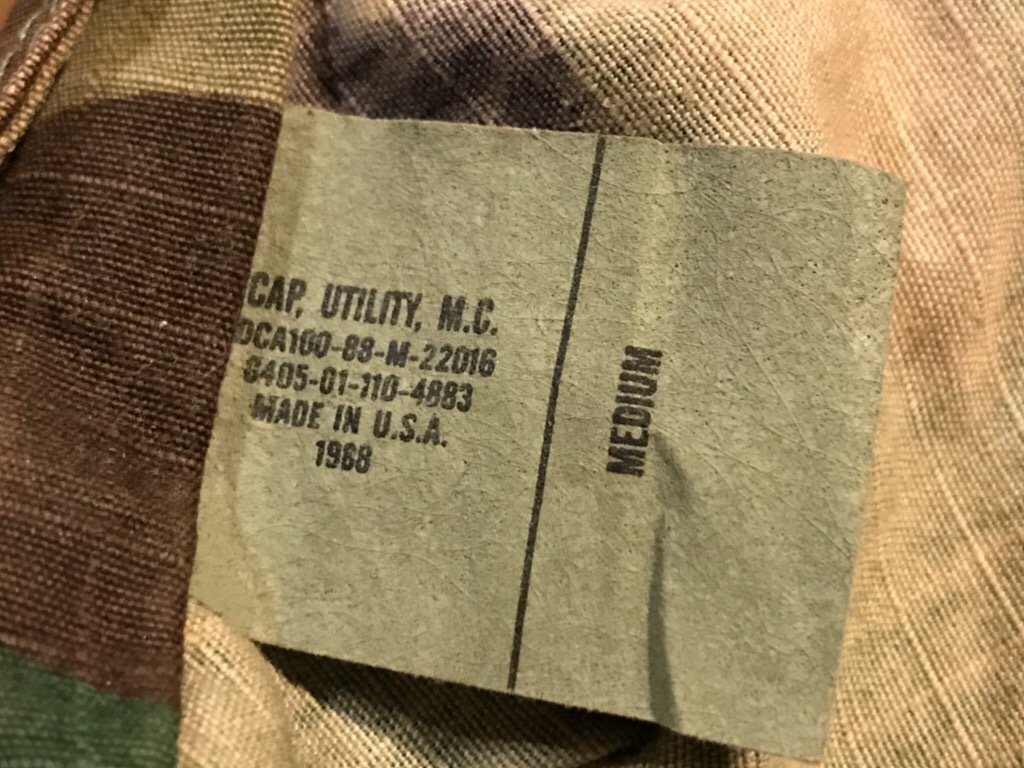 CAP, UTILITY, M.C.
DCA100-88-M-22016
8405-01-110-4883
MADE IN U.S.A.
1988
MEDIUM